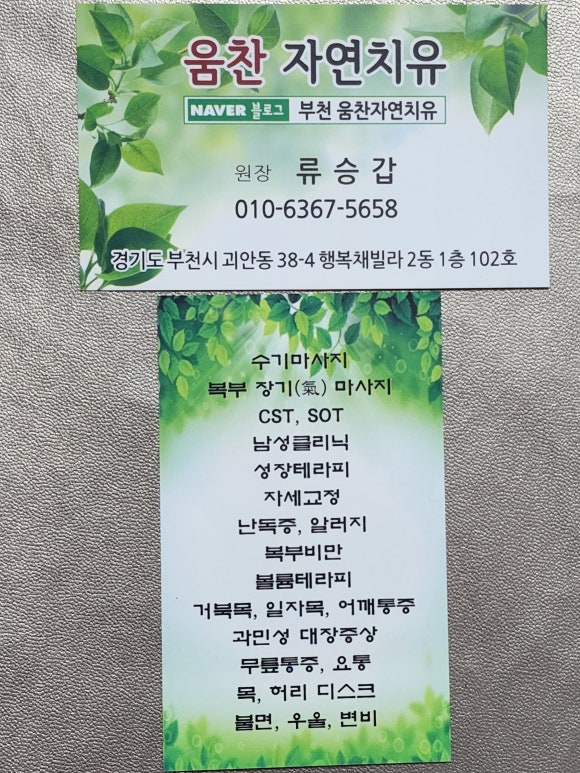 움찬 자연치유
NAVER 블로그 부천 움찬자연치유
원장 류승갑
010-6367-5658
경기도 부천시 괴안동 38-4 행복채빌라 2동 1층 102호
수기마사지
복부 장기(氣) 마사지
CST, SOT
남성클리닉
성장테라피
자세교정
난독증, 알러지
복부비만
볼륨테라피
거북목, 일자목, 어깨통증
과민성 대장증상
무릎통증, 요통
목, 허리 디스크
불면, 우울, 변비